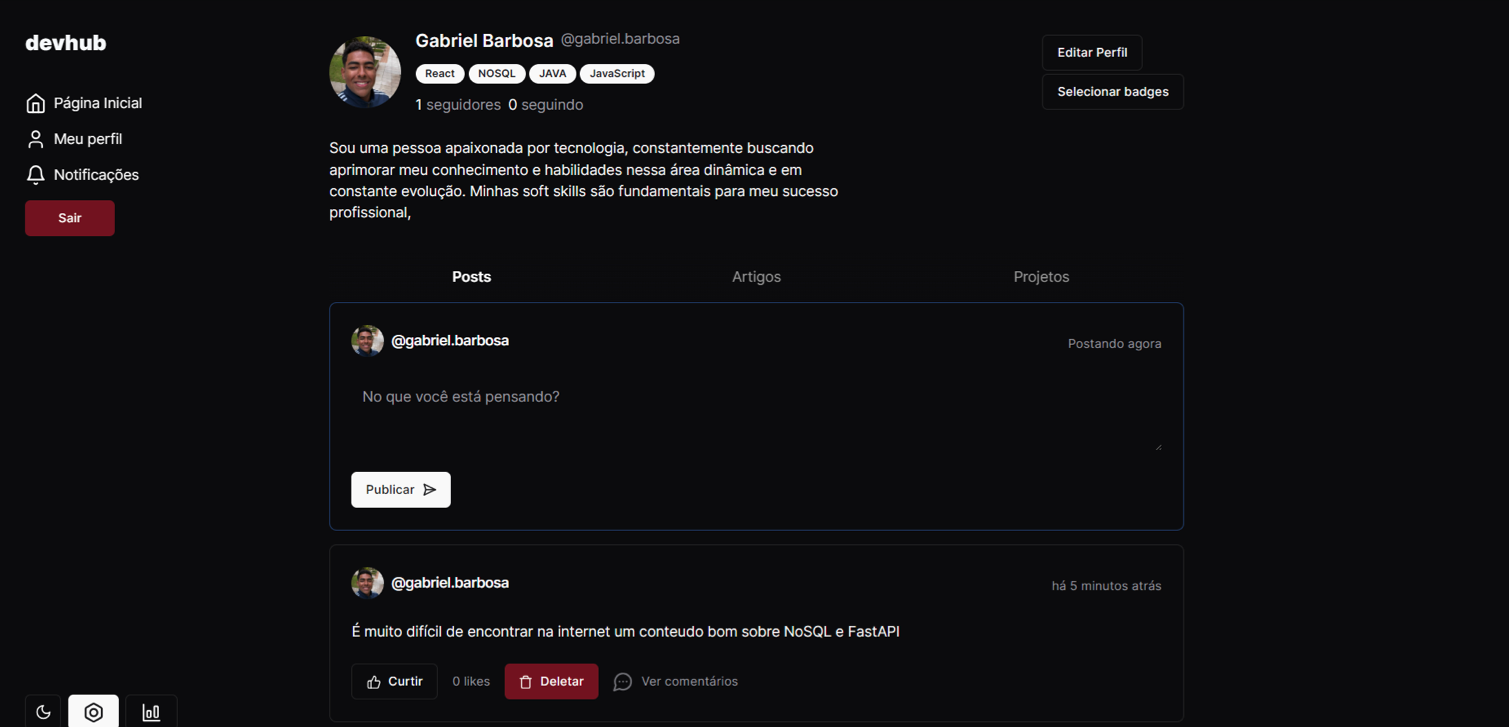 devhub
Página Inicial
Meu perfil
Notificações
Sair
Gabriel Barbosa @gabriel.barbosa
React NOSQL JAVA JavaScript
1 seguidores 0 seguindo
Editar Perfil
Selecionar badges
Sou uma pessoa apaixonada por tecnologia, constantemente buscando
aprimorar meu conhecimento e habilidades nessa área dinâmica e em
constante evolução. Minhas soft skills são fundamentais para meu sucesso
profissional,
Posts Artigos Projetos
@gabriel.barbosa Postando agora
No que você está pensando?
Publicar
@gabriel.barbosa há 5 minutos atrás
É muito difícil de encontrar na internet um conteudo bom sobre NoSQL e FastAPI
Curtir 0 likes Deletar Ver comentários